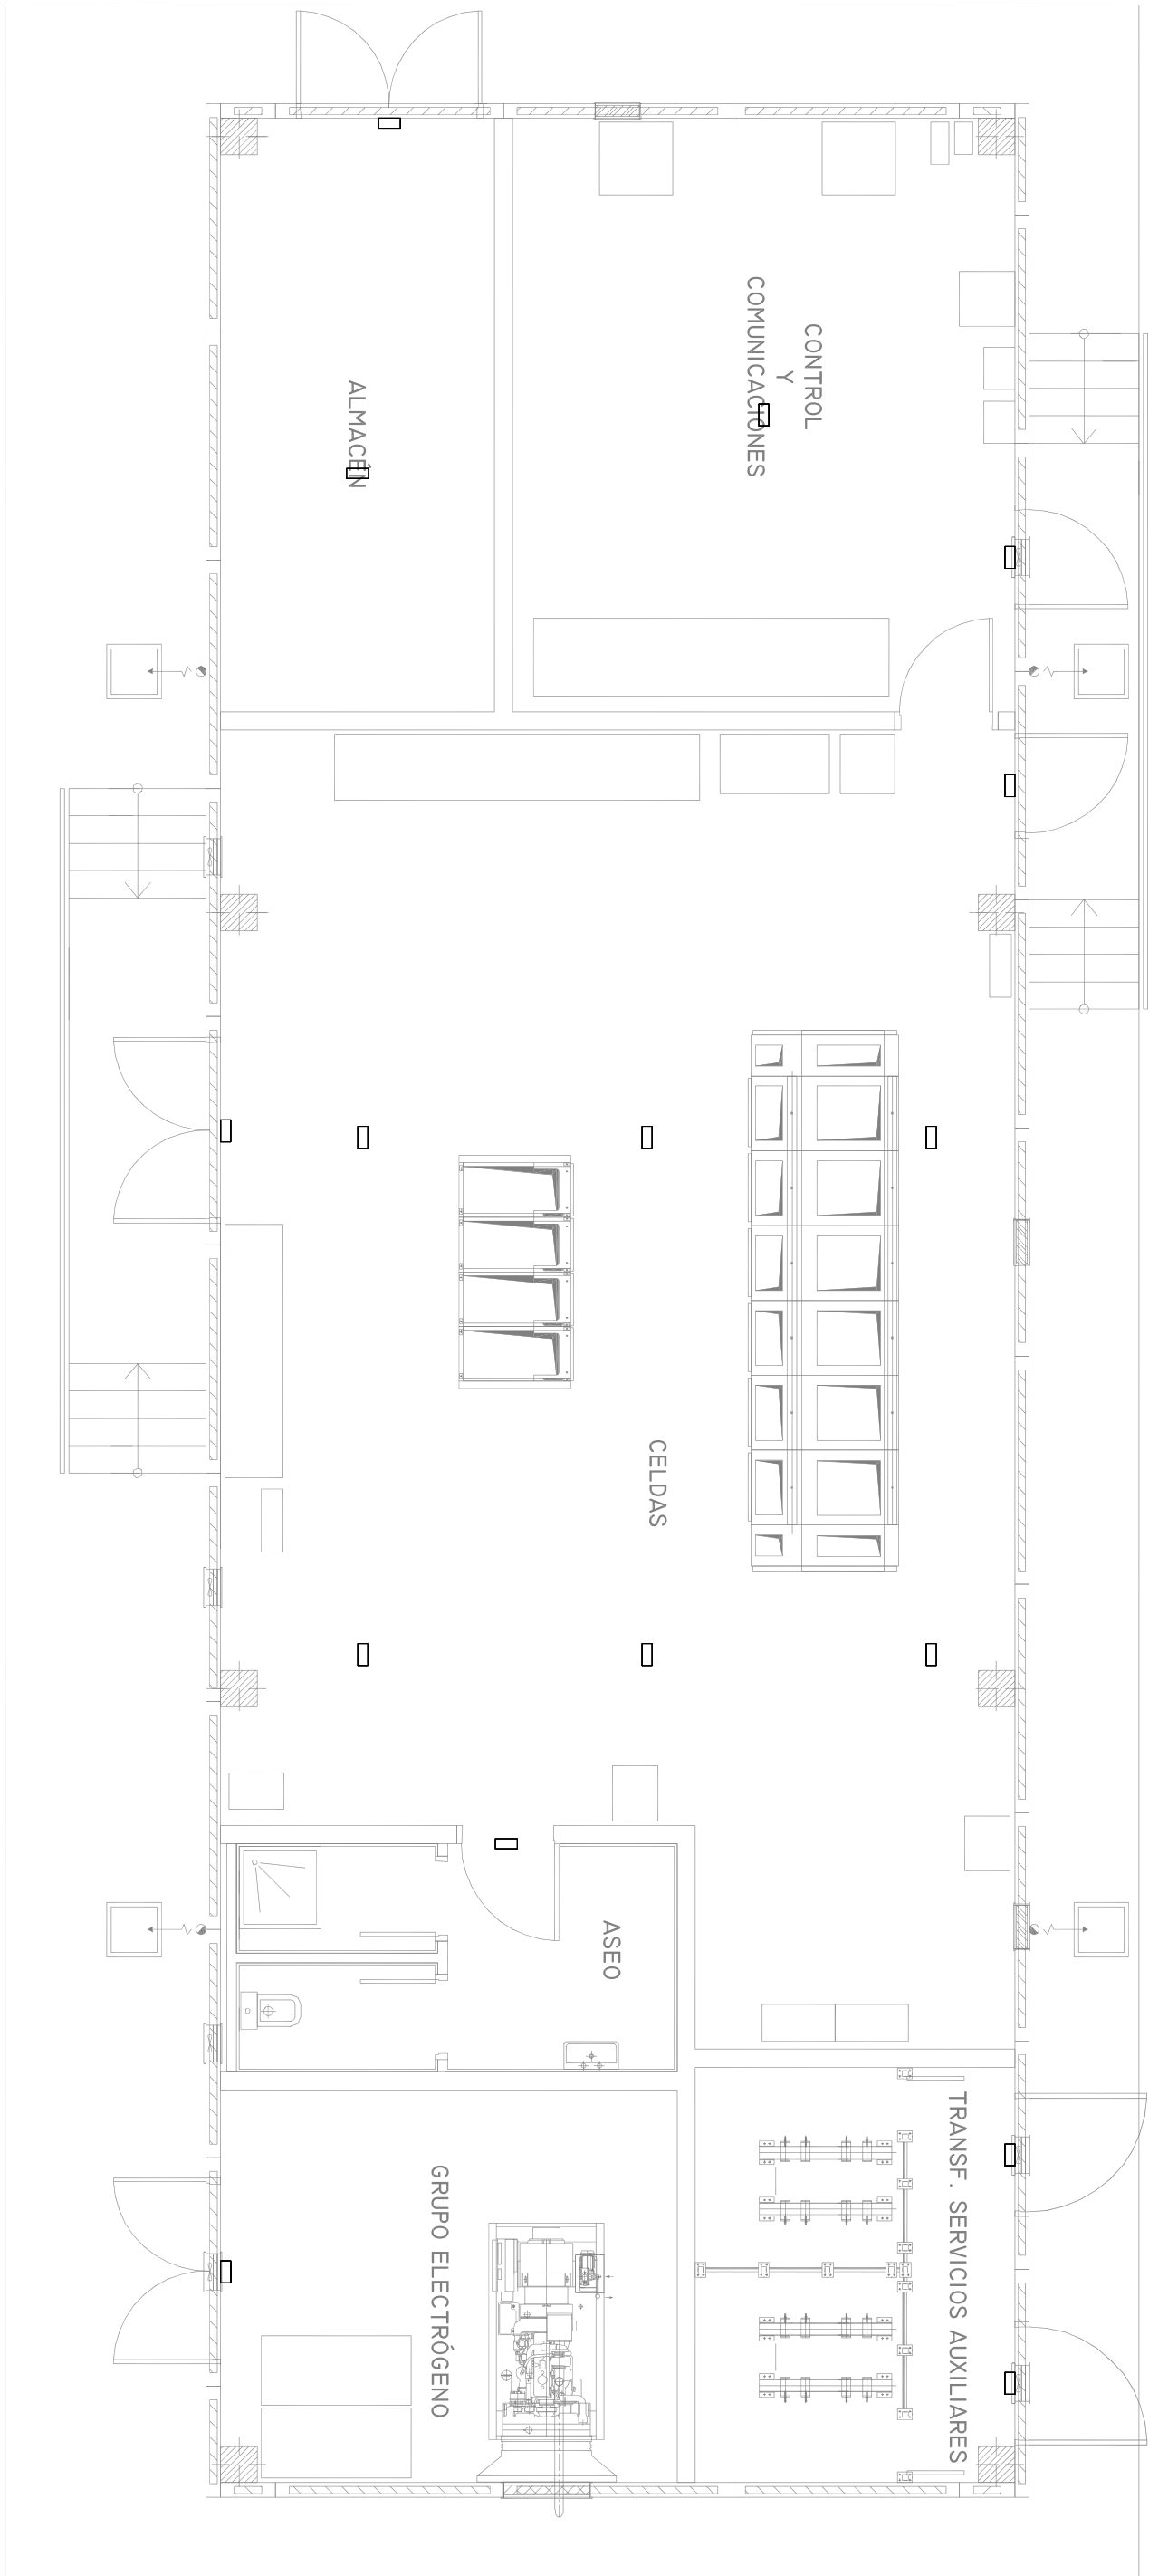 CONTROL
Y
COMUNICACIONES
ALMACÉN
CELDAS
ASEO
TRANSF. SERVICIOS AUXILIARES
GRUPO ELECTRÓGENO